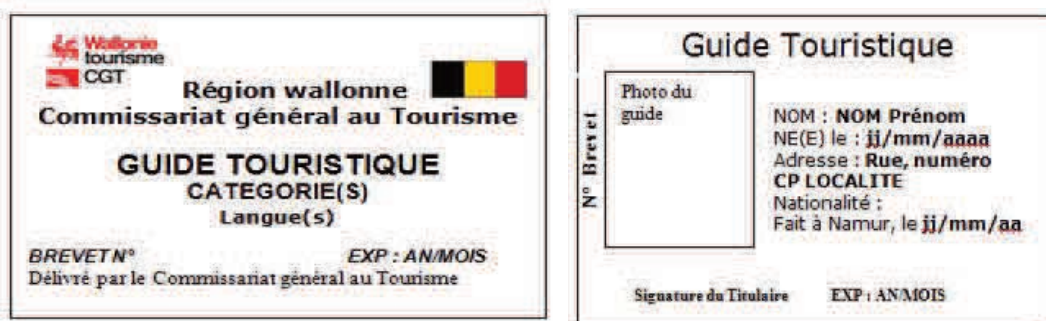 Wallonie
tourisme
CGT
Région wallonne
Commissariat général au Tourisme
GUIDE TOURISTIQUE
CATEGORIE(S)
Langue(s)
BREVET N° EXP : AN/MOIS
Délivré par le Commissariat général au Tourisme
Guide Touristique
N° Brevet
Photo du
guide
NOM : NOM Prénom
NE(E) le : jj/mm/aaaa
Adresse : Rue, numéro
CP LOCALITE
Nationalité :
Fait à Namur, le jj/mm/aa
Signature du Titulaire EXP : AN/MOIS